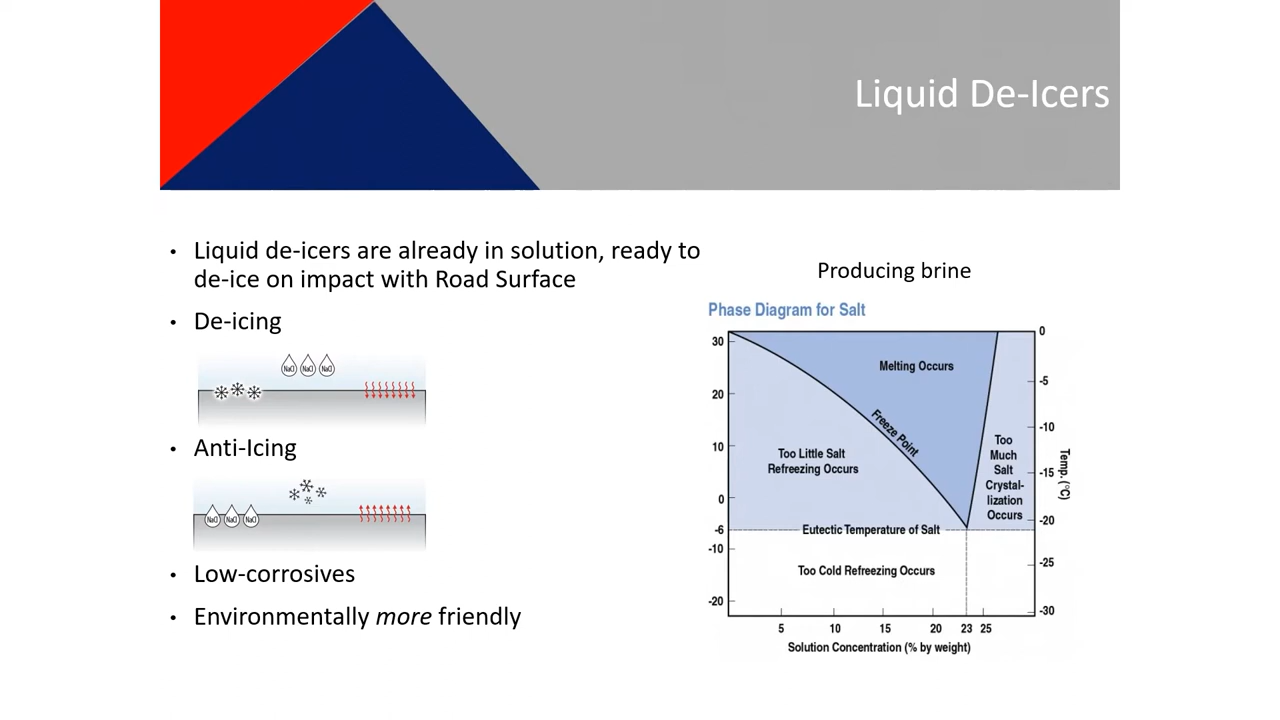 Liquid De-Icers
• Liquid de-icers are already in solution, ready to
de-ice on impact with Road Surface
• De-icing
NaCl NaCl NaCl
• Anti-Icing
NaCl NaCl NaCl
• Low-corrosives
• Environmentally more friendly
Producing brine
Phase Diagram for Salt
30
20
10
0
-6
-10
-20
Melting Occurs
Freeze Point
Too Little Salt
Refreezing Occurs
Too
Much
Salt
Crystal-
lization
Occurs
Eutectic Temperature of Salt
Too Cold Refreezing Occurs
0
-5
-10
-15
-20
-25
-30
Temp. (°C)
5 10 15 20 23 25
Solution Concentration (% by weight)